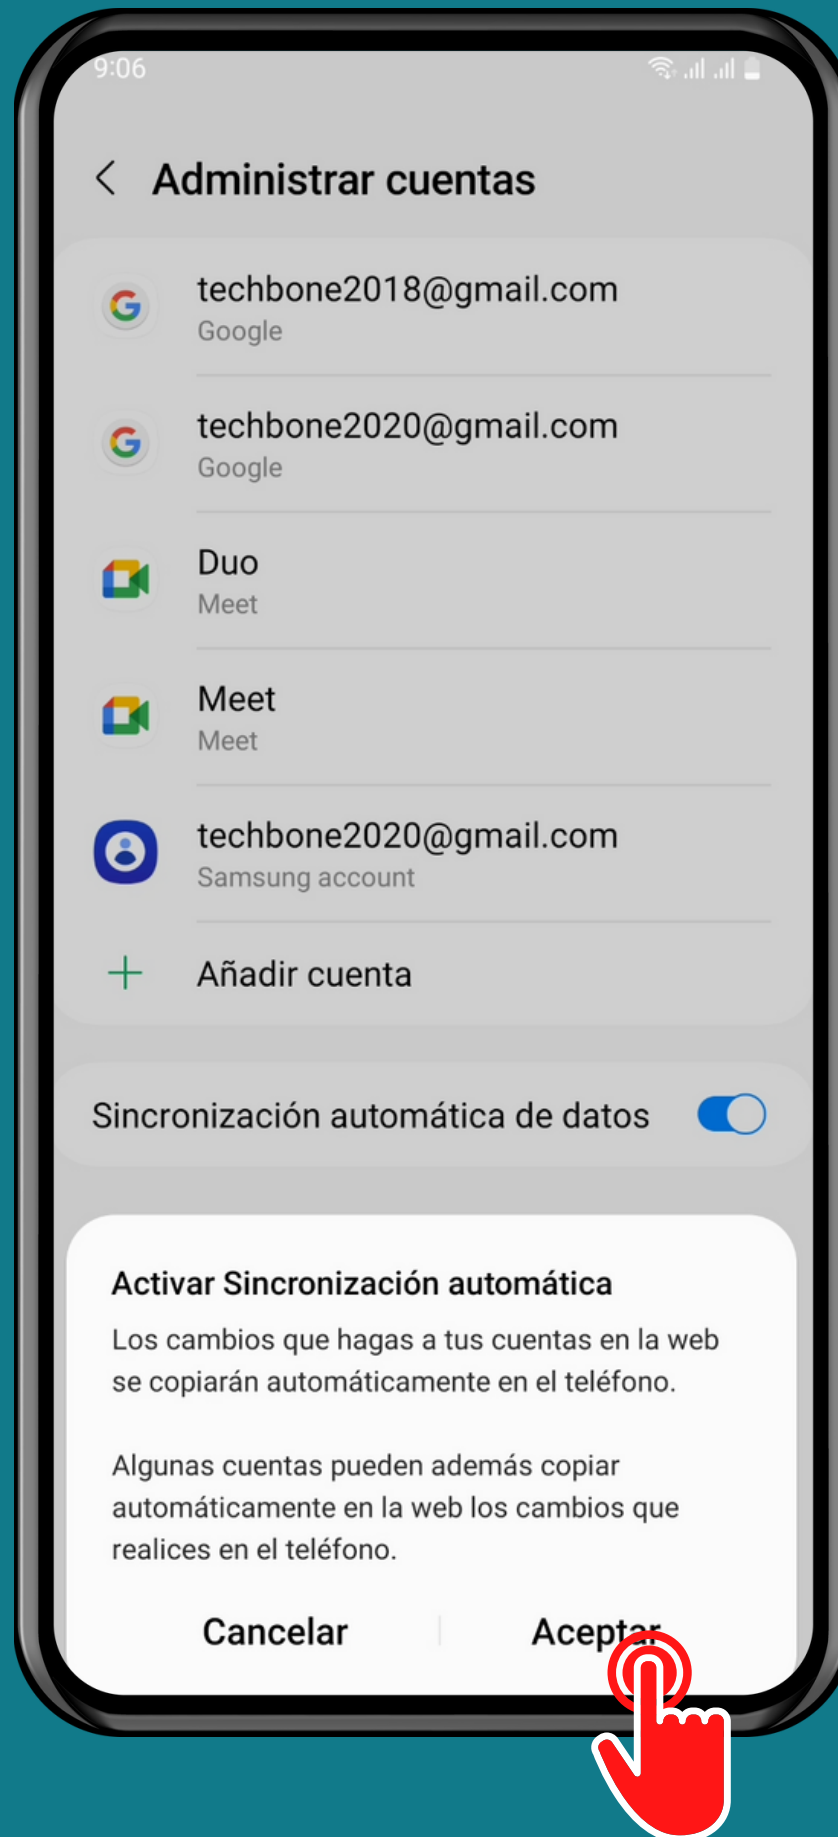 9:06
Administrar cuentas
techbone2018@gmail.com
Google
techbone2020@gmail.com
Google
Duo
Meet
Meet
Meet
techbone2020@gmail.com
Samsung account
Añadir cuenta
Sincronización automática de datos
Activar Sincronización automática
Los cambios que hagas a tus cuentas en la web
se copiarán automáticamente en el teléfono.
Algunas cuentas pueden además copiar
automáticamente en la web los cambios que
realices en el teléfono.
Cancelar
Aceptar